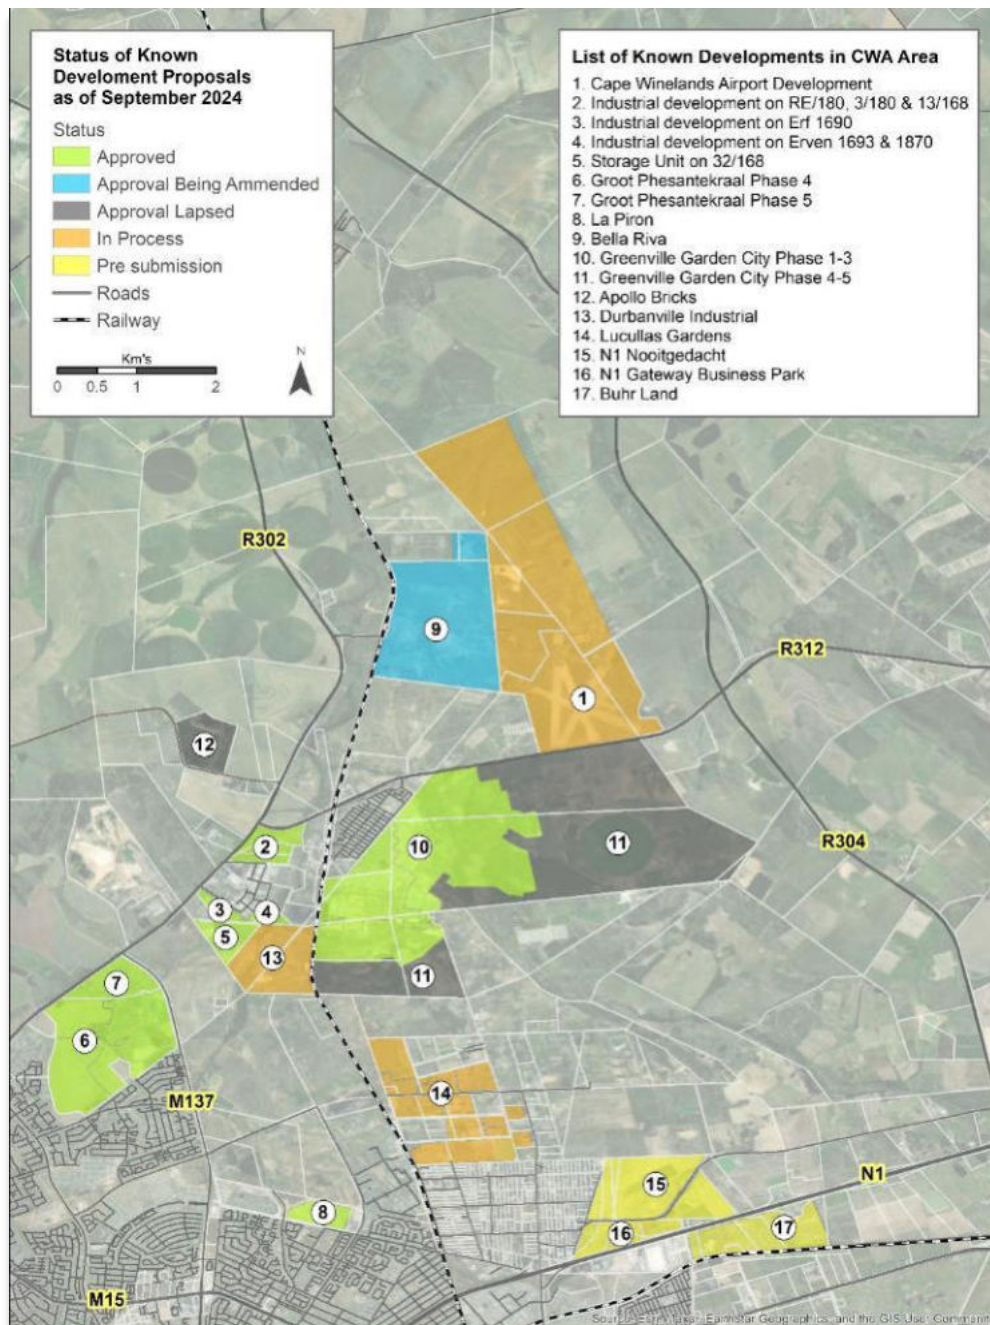 Status of Known
Develoment Proposals
as of September 2024
Status
Approved
Approval Being Ammended
Approval Lapsed
In Process
Pre submission
Roads
Railway
Km's
0 0.5 1 2
N
List of Known Developments in CWA Area
1. Cape Winelands Airport Development
2. Industrial development on RE/180, 3/180 & 13/168
3. Industrial development on Erf 1690
4. Industrial development on Erven 1693 & 1870
5. Storage Unit on 32/168
6. Groot Phesantekraal Phase 4
7. Groot Phesantekraal Phase 5
8. La Piron
9. Bella Riva
10. Greenville Garden City Phase 1-3
11. Greenville Garden City Phase 4-5
12. Apollo Bricks
13. Durbanville Industrial
14. Lucullas Gardens
15. N1 Nooitgedacht
16. N1 Gateway Business Park
17. Buhr Land
R302
9
R312
1
12
2
10
11
R304
3
4
5
13
11
7
6
14
M137
15
N1
8
16
17
M15
Earthstar Geographics, and the GIS User Communit